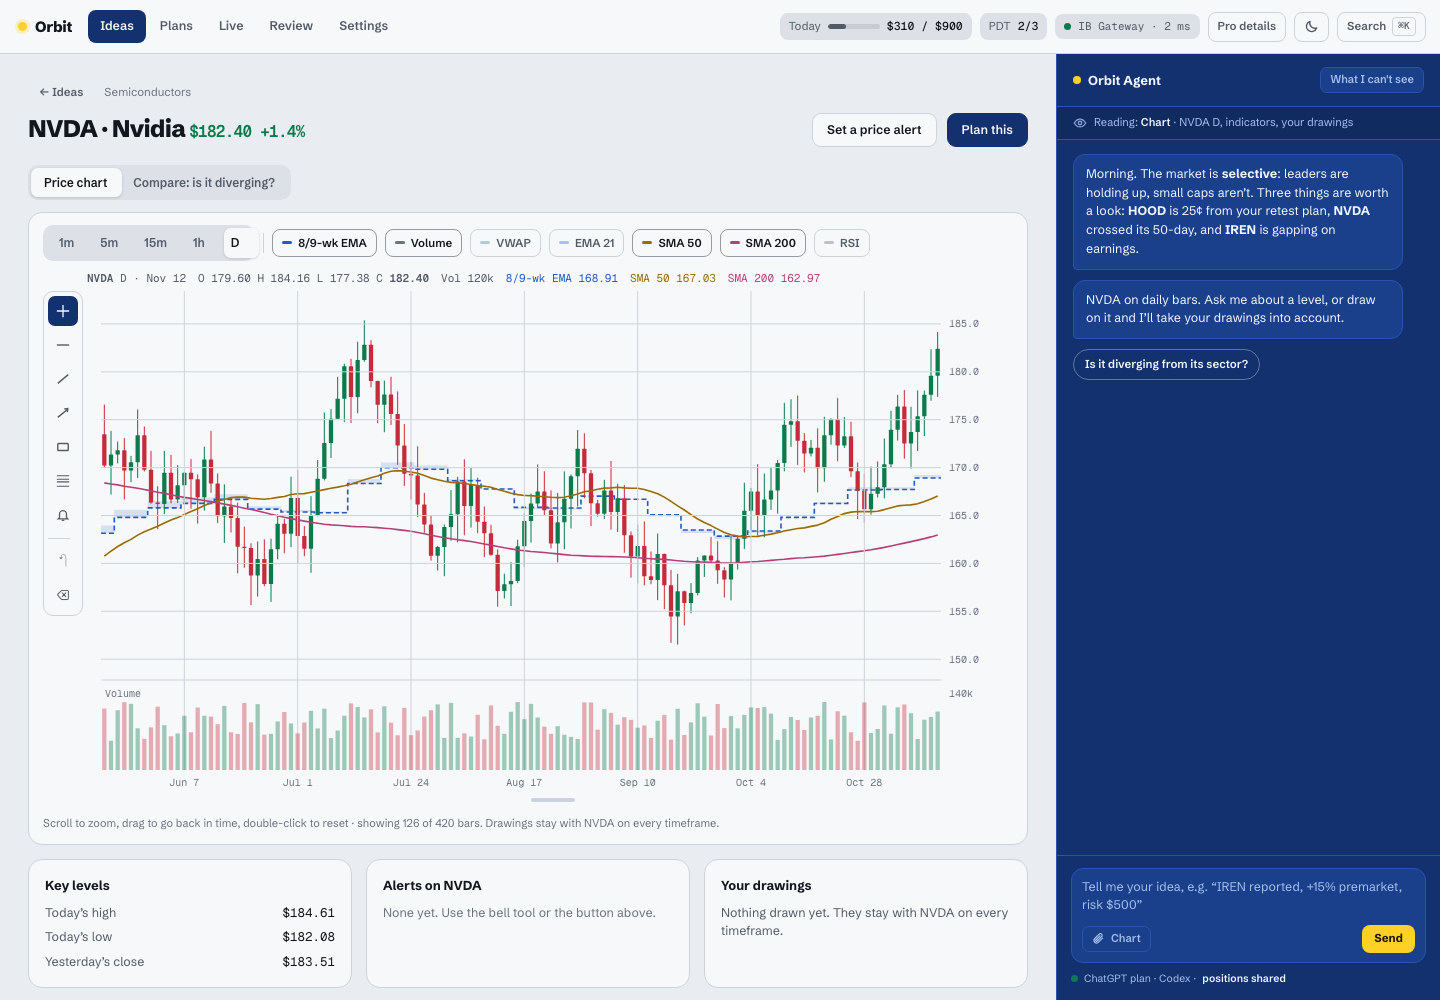 Orbit
Ideas
Plans
Live
Review
Settings
Today $310 / $900
PDT 2/3
IB Gateway · 2 ms
Pro details
Search ⌘K
← Ideas
Semiconductors
NVDA · Nvidia $182.40 +1.4%
Set a price alert
Plan this
Price chart
Compare: is it diverging?
1m 5m 15m 1h D
8/9-wk EMA
Volume
VWAP
EMA 21
SMA 50
SMA 200
RSI
NVDA D · Nov 12 O 179.60 H 184.16 L 177.38 C 182.40 Vol 120k 8/9-wk EMA 168.91 SMA 50 167.03 SMA 200 162.97
185.0
180.0
175.0
170.0
165.0
160.0
155.0
150.0
Volume
140k
Jun 7
Jul 1
Jul 24
Aug 17
Sep 10
Oct 4
Oct 28
Scroll to zoom, drag to go back in time, double-click to reset · showing 126 of 420 bars. Drawings stay with NVDA on every timeframe.
Key levels
Today's high $184.61
Today's low $182.08
Yesterday's close $183.51
Alerts on NVDA
None yet. Use the bell tool or the button above.
Your drawings
Nothing drawn yet. They stay with NVDA on every
timeframe.
Orbit Agent
What I can't see
Reading: Chart · NVDA D, indicators, your drawings
Morning. The market is selective: leaders are
holding up, small caps aren't. Three things are worth
a look: HOOD is 25¢ from your retest plan, NVDA
crossed its 50-day, and IREN is gapping on
earnings.
NVDA on daily bars. Ask me about a level, or draw
on it and I'll take your drawings into account.
Is it diverging from its sector?
Tell me your idea, e.g. “IREN reported, +15% premarket,
risk $500”
Chart
Send
ChatGPT plan · Codex · positions shared